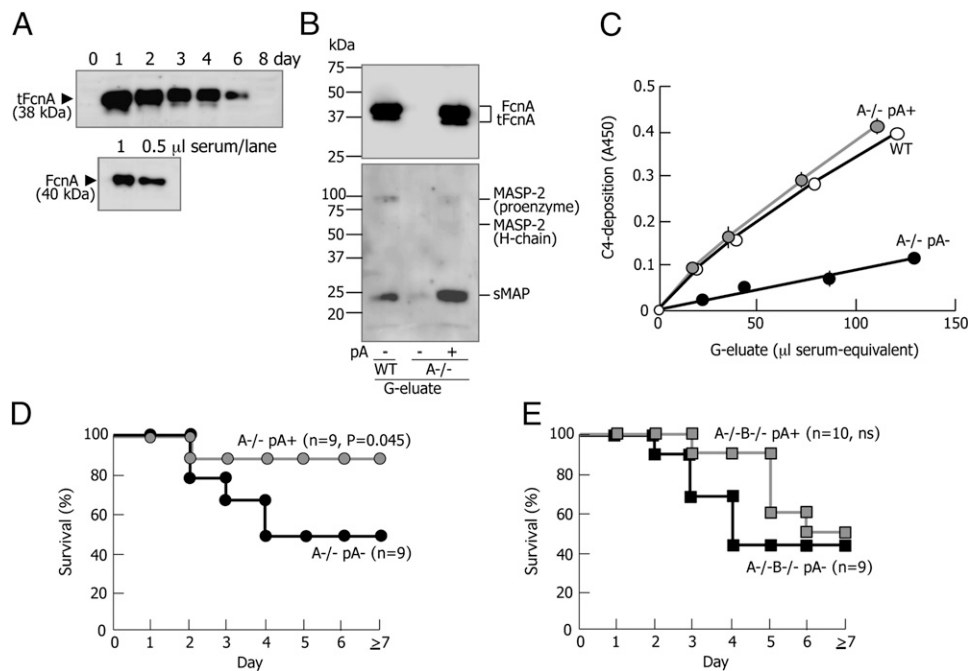 A
0 1 2 3 4 6 8 day
tFcnA
(38 kDa)
1 0.5 µl serum/lane
FcnA
(40 kDa)
B
kDa
75
50
37
25
FcnA
tFcnA
100
75
50
37
25
20
MASP-2
(proenzyme)
MASP-2
(H-chain)
sMAP
pA - - +
WT A-/-
G-eluate
C
C4-deposition (A450)
0.4
0.3
0.2
0.1
0
0 50 100 150
A-/- pA+
WT
A-/- pA-
G-eluate (µl serum-equivalent)
D
Survival (%)
100
80
60
40
20
0 1 2 3 4 5 6 ≥7
Day
A-/- pA+ (n=9, P=0.045)
A-/- pA- (n=9)
E
Survival (%)
100
80
60
40
20
0 1 2 3 4 5 6 ≥7
Day
A-/-B-/- pA+ (n=10, ns)
A-/-B-/- pA- (n=9)